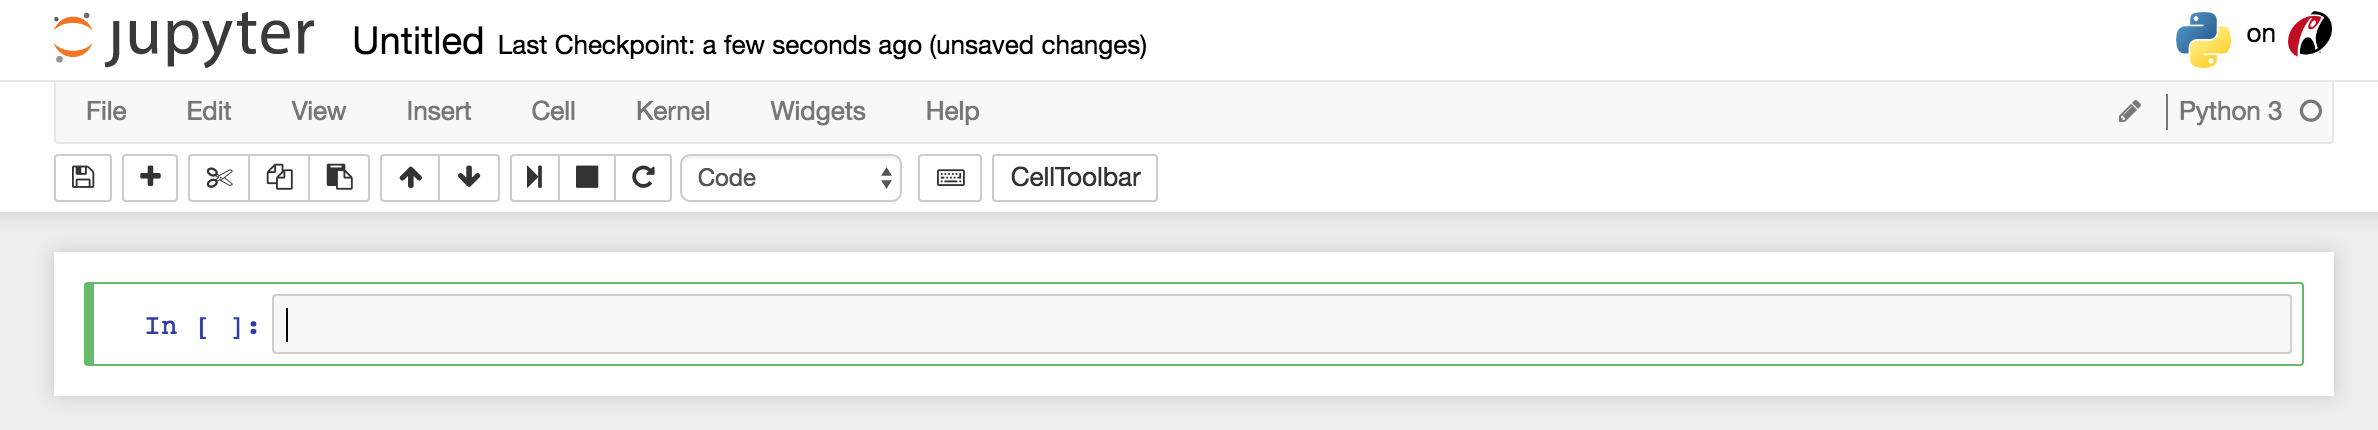 jupyter Untitled Last Checkpoint: a few seconds ago (unsaved changes) on
File Edit View Insert Cell Kernel Widgets Help Python 3
Code CellToolbar
In [ ]: